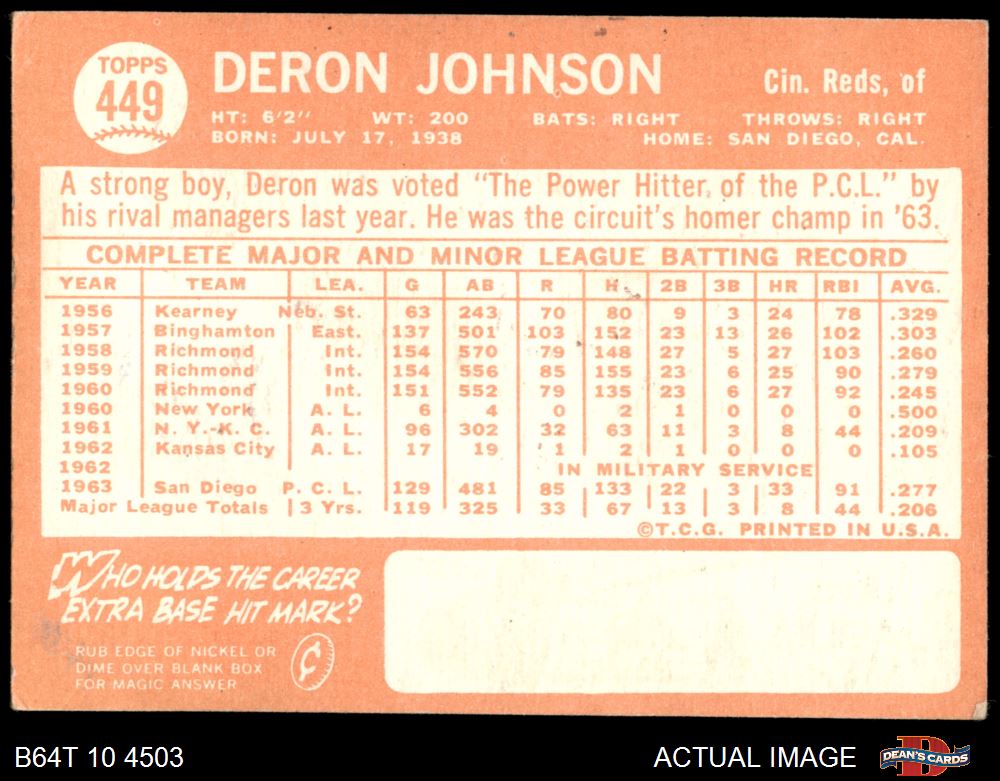 TOPPS
449
DERON JOHNSON
Cin. Reds, of
HT: 6'2" WT: 200 BATS: RIGHT THROWS: RIGHT
BORN: JULY 17, 1938 HOME: SAN DIEGO, CAL.
A strong boy, Deron was voted "The Power Hitter of the P.C.L." by
his rival managers last year. He was the circuit's homer champ in '63.
COMPLETE MAJOR AND MINOR LEAGUE BATTING RECORD
YEAR TEAM LEA. G AB R H 2B 3B HR RBI AVG.
1956 Kearney Neb. St. 63 243 70 80 9 3 24 78 .329
1957 Binghamton East. 137 501 103 152 23 13 26 102 .303
1958 Richmond Int. 154 570 79 148 27 5 27 103 .260
1959 Richmond Int. 154 556 85 155 23 6 25 90 .279
1960 Richmond Int. 151 552 79 135 23 6 27 92 .245
1960 New York A. L. 6 4 0 2 1 0 0 0 .500
1961 N. Y.-K. C. A. L. 96 302 32 63 11 3 8 44 .209
1962 Kansas City A. L. 17 19 1 2 1 0 0 0 .105
1962 IN MILITARY SERVICE
1963 San Diego P. C. L. 129 481 85 133 22 3 33 91 .277
Major League Totals 3 Yrs. 119 325 33 67 13 3 8 44 .206
©T.C.G. PRINTED IN U.S.A.
WHO HOLDS THE CAREER
EXTRA BASE HIT MARK?
RUB EDGE OF NICKEL OR
DIME OVER BLANK BOX
FOR MAGIC ANSWER
¢
B64T 10 4503
ACTUAL IMAGE
DEAN'S CARDS